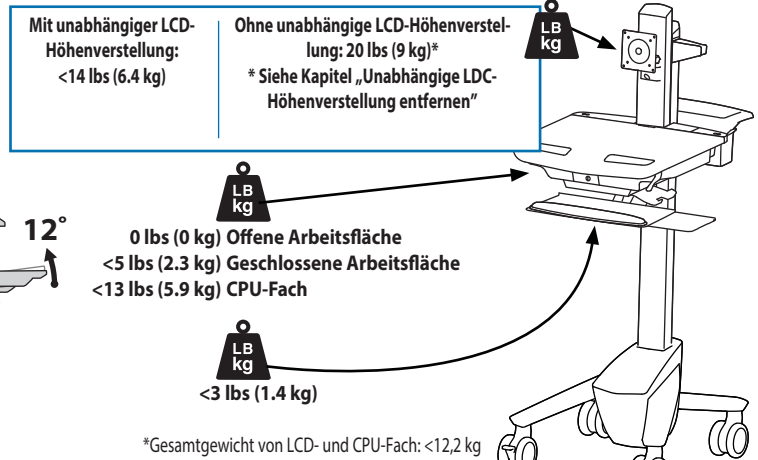 Mit unabhängiger LCD-
Höhenverstellung:
<14 lbs (6.4 kg)
Ohne unabhängige LCD-Höhenverstel-
lung: 20 lbs (9 kg)*
* Siehe Kapitel „Unabhängige LDC-
Höhenverstellung entfernen”
LB
kg
LB
kg
12°
0 lbs (0 kg) Offene Arbeitsfläche
<5 lbs (2.3 kg) Geschlossene Arbeitsfläche
<13 lbs (5.9 kg) CPU-Fach
LB
kg
<3 lbs (1.4 kg)
*Gesamtgewicht von LCD- und CPU-Fach: <12,2 kg